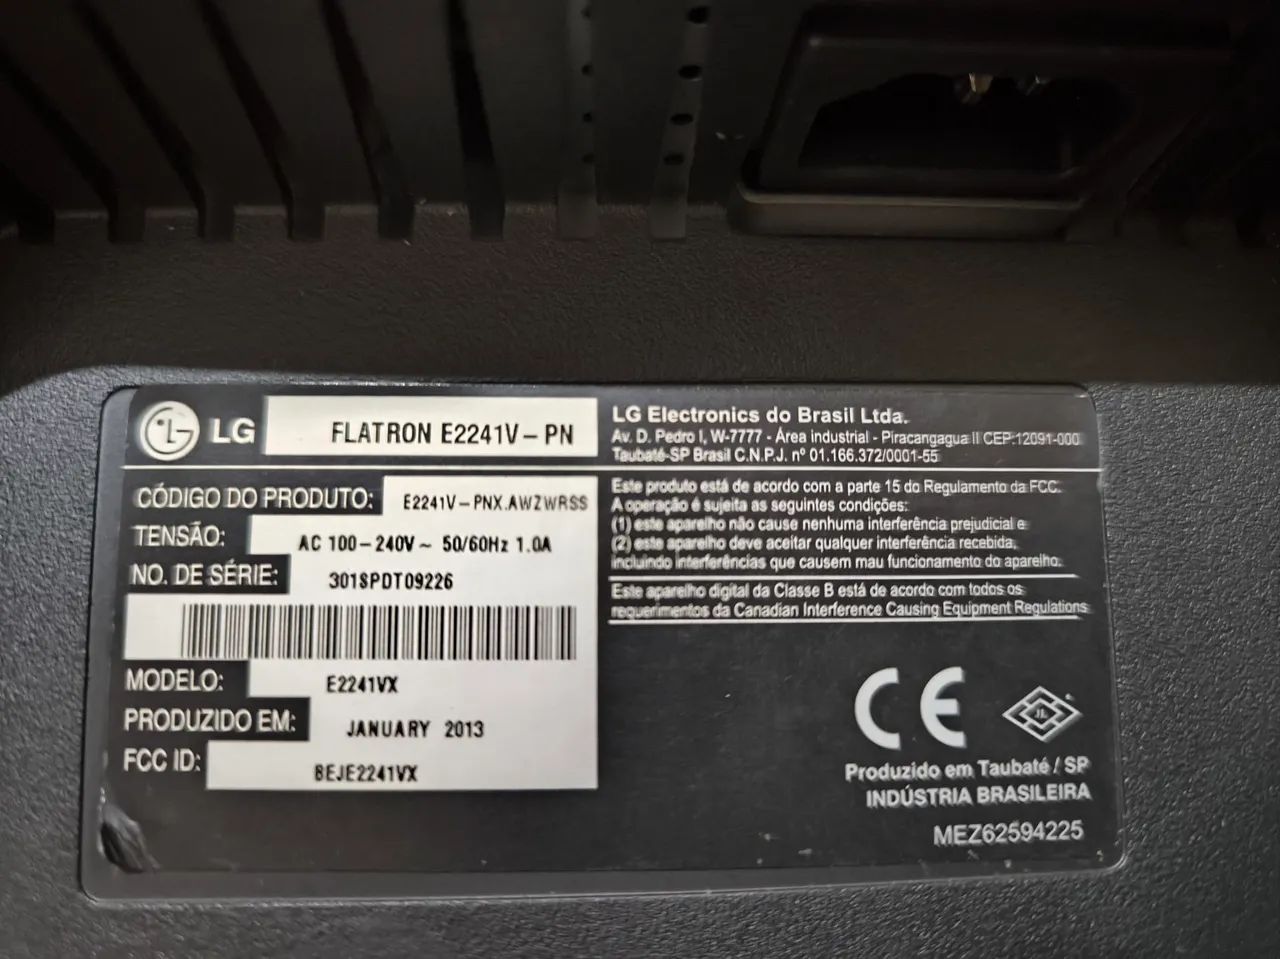 LG FLATRON E2241V-PN
LG Electronics do Brasil Ltda.
Av. D. Pedro I, W-7777 - Área industrial - Piracangagua II CEP:12091-000
Taubaté-SP Brasil C.N.P.J. nº 01.166.372/0001-55
CÓDIGO DO PRODUTO: E2241V-PNX.AWZWRSS
TENSÃO: AC 100-240V ~ 50/60Hz 1.0A
NO. DE SÉRIE: 301SPDT09226
MODELO: E2241VX
PRODUZIDO EM: JANUARY 2013
FCC ID: BEJE2241VX
Este produto está de acordo com a parte 15 do Regulamento da FCC.
A operação é sujeita as seguintes condições:
(1) este aparelho não cause nenhuma interferência prejudicial e
(2) este aparelho deve aceitar qualquer interferência recebida,
incluindo interferências que causem mau funcionamento do aparelho.
Este aparelho digital da Classe B está de acordo com todos os
requerimentos da Canadian Interference Causing Equipment Regulations
CE
Produzido em Taubaté / SP
INDÚSTRIA BRASILEIRA
MEZ62594225